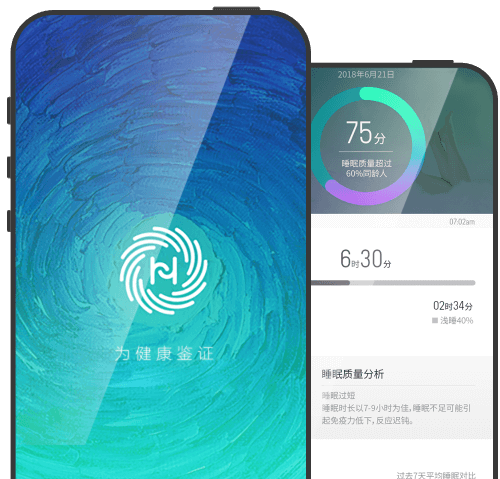 为健康鉴证
2018年6月21日
75分
睡眠质量超过
60%同龄人
07:02am
6时30分
02时34分
浅睡40%
睡眠质量分析
睡眠过短
睡眠时长以7-9小时为佳，睡眠不足可能引
起免疫力低下，反应迟钝。
过去7天平均睡眠对比